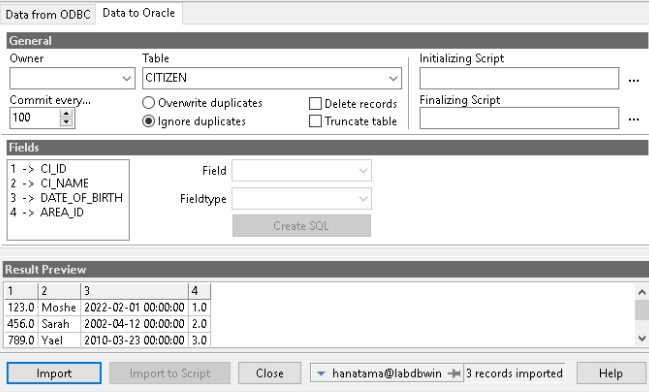 Data from ODBC Data to Oracle
General
Owner Table Initializing Script
CITIZEN
...
Commit every... Overwrite duplicates Delete records Finalizing Script
100 Ignore duplicates Truncate table ...
Fields
1 -> CI_ID Field
2 -> CI_NAME
3 -> DATE_OF_BIRTH Fieldtype
4 -> AREA_ID
Create SQL
Result Preview
1 2 3 4
123.0 Moshe 2022-02-01 00:00:00 1.0
456.0 Sarah 2002-04-12 00:00:00 2.0
789.0 Yael 2010-03-23 00:00:00 3.0
Import Import to Script Close hanatama@labdbwin 3 records imported Help